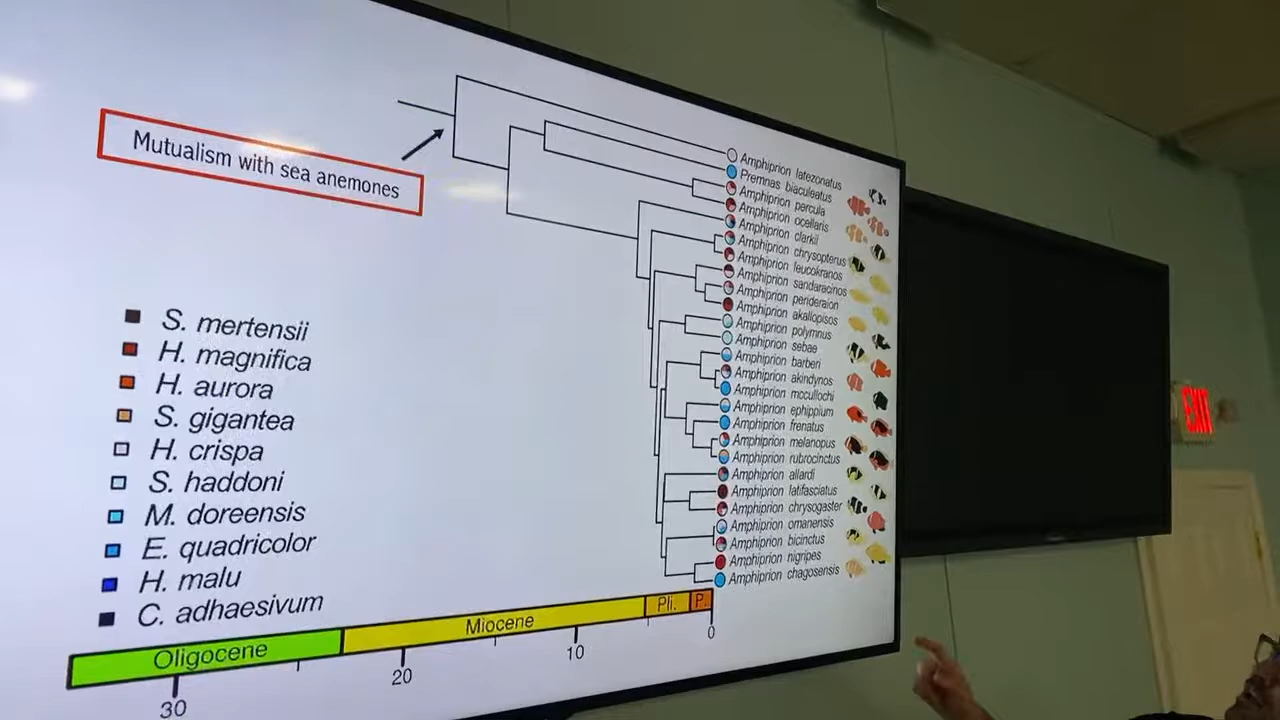 Mutualism with sea anemones
Amphiprion latezonatus
Premnas biaculeatus
Amphiprion percula
Amphiprion ocellaris
Amphiprion clarkii
Amphiprion chrysopterus
Amphiprion leucokranos
Amphiprion sandaracinos
Amphiprion perideraion
Amphiprion akallopisos
Amphiprion polymnus
Amphiprion sebae
Amphiprion barberi
Amphiprion akindynos
Amphiprion mccullochi
Amphiprion ephippium
Amphiprion frenatus
Amphiprion melanopus
Amphiprion rubrocinctus
Amphiprion allardi
Amphiprion latifasciatus
Amphiprion chrysogaster
Amphiprion omanensis
Amphiprion bicinctus
Amphiprion nigripes
Amphiprion chagosensis
S. mertensii
H. magnifica
H. aurora
S. gigantea
H. crispa
S. haddoni
M. doreensis
E. quadricolor
H. malu
C. adhaesivum
Oligocene Miocene Pli. P.
30 20 10 0
EXIT